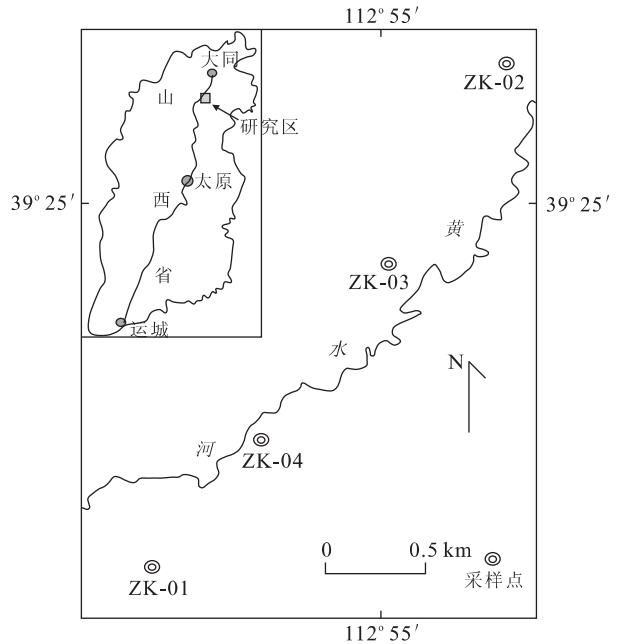 112°55′
大同
山
研究区
ZK-02
太原
39°25′
39°25′
西
黄
省
ZK-03
运城
水
N
河
ZK-04
0 0.5 km
ZK-01
采样点
112°55′